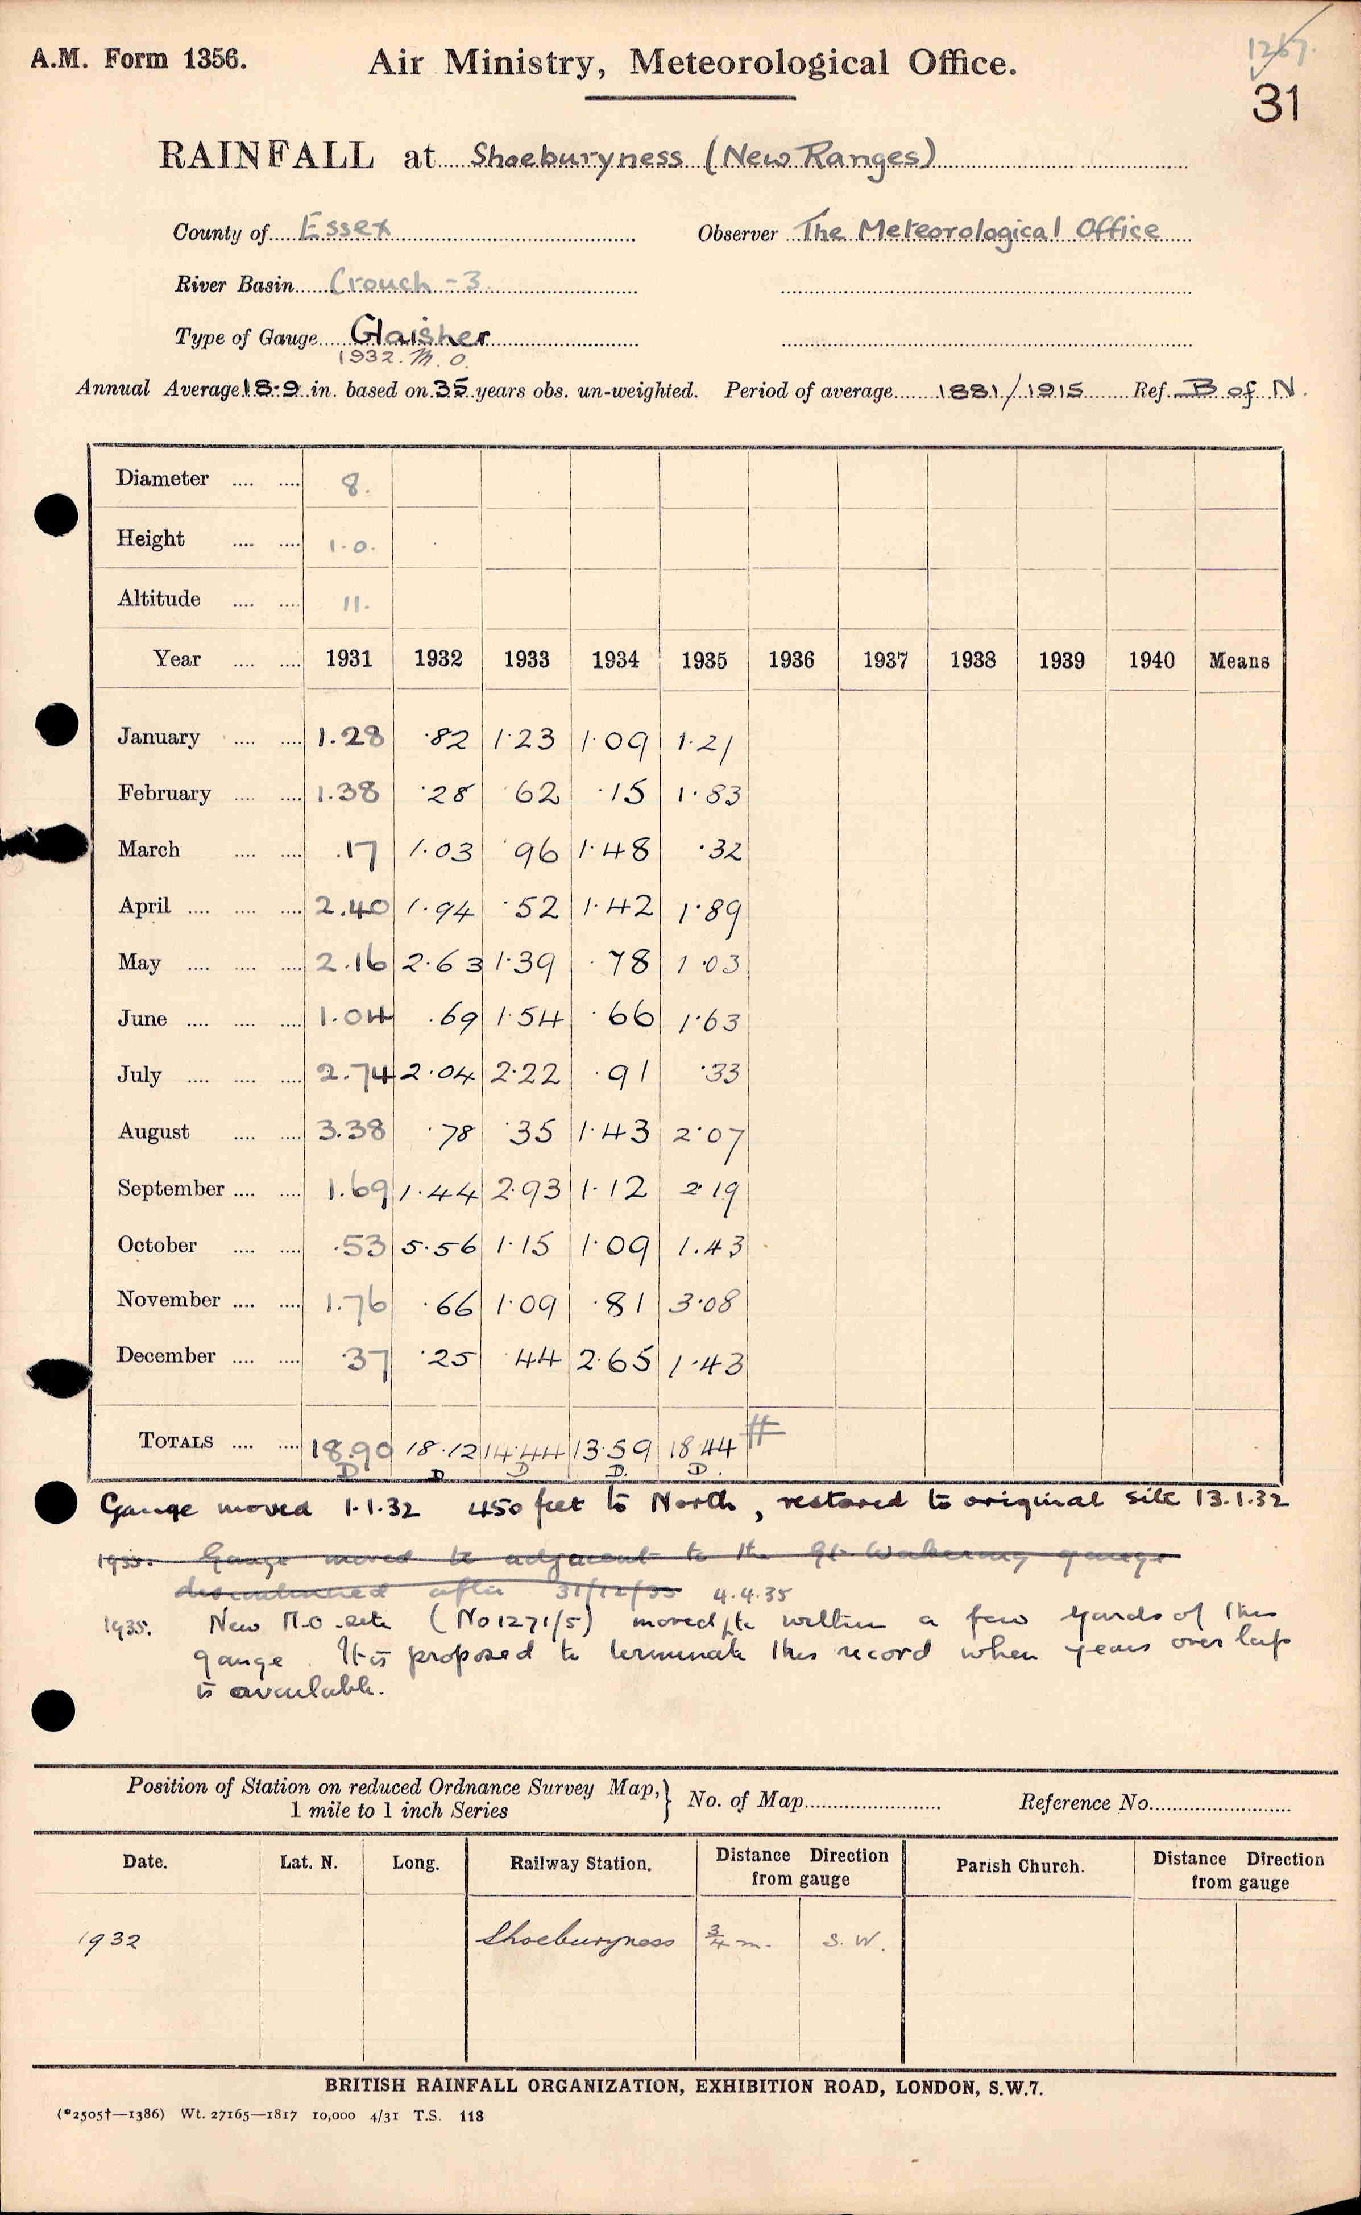 1267.
A.M. Form 1356. Air Ministry, Meteorological Office.
31
RAINFALL at Shoeburyness (New Ranges)
County of Essex Observer The Meteorological Office
River Basin Crouch - 3.
Type of Gauge Glaisher
1932. M.O.
Annual Average 18.9 in. based on 35 years obs. un-weighted. Period of average 1881/1915 Ref. B of N.
Diameter .... .... 8.
Height .... .... 1.0.
Altitude .... .... 11.
Year .... .... 1931 1932 1933 1934 1935 1936 1937 1938 1939 1940 Means
January .... .... 1.28 .82 1.23 1.09 1.21
February .... .... 1.38 .28 .62 .15 1.83
March .... .... .17 1.03 .96 1.48 .32
April .... .... .... 2.40 1.94 .52 1.42 1.89
May .... .... .... 2.16 2.63 1.39 .78 1.03
June .... .... .... 1.04 .69 1.54 .66 1.63
July .... .... .... 2.74 2.04 2.22 .91 .33
August .... .... 3.38 .78 .35 1.43 2.07
September .... .... 1.69 1.44 2.93 1.12 2.19
October .... .... .53 5.56 1.15 1.09 1.43
November .... .... 1.76 .66 1.09 .81 3.08
December .... .... .37 .25 .44 2.65 1.43
TOTALS .... .... 18.90 18.12 14.44 13.59 18.44 #
D D D D. D.
Gauge moved 1.1.32 450 feet to North, restored to original site 13.1.32
1935. Gauge moved to adjacent to the Gt. Wakering gauge
discontinued after 31/12/35 4.4.35
1935. New M.O. site (No 1271/5) moved to within a few yards of this
gauge. It is proposed to terminate this record when years over lap
is available.
Position of Station on reduced Ordnance Survey Map, } No. of Map Reference No.
1 mile to 1 inch Series
Date. Lat. N. Long. Railway Station. Distance Direction from gauge Parish Church. Distance Direction from gauge
1932 Shoeburyness ¾ m. S.W.
BRITISH RAINFALL ORGANIZATION, EXHIBITION ROAD, LONDON, S.W.7.
(*2505†—1386) Wt. 27165—1817 10,000 4/31 T.S. 118